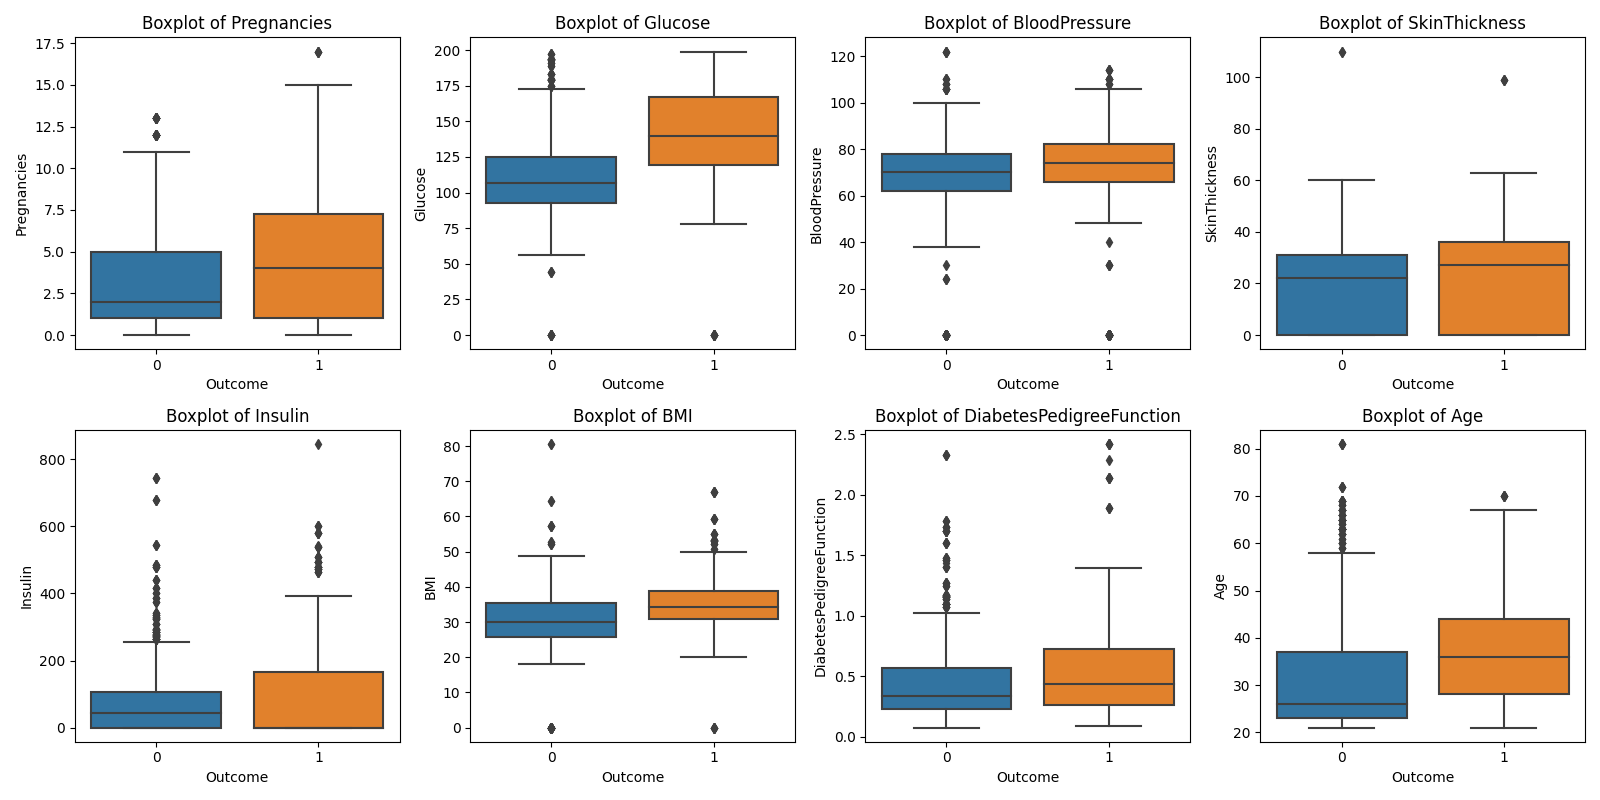 Boxplot of Pregnancies
17.5
15.0
12.5
10.0
7.5
5.0
2.5
0.0
Pregnancies
0 1
Outcome
Boxplot of Glucose
200
175
150
125
100
75
50
25
0
Glucose
0 1
Outcome
Boxplot of BloodPressure
120
100
80
60
40
20
0
BloodPressure
0 1
Outcome
Boxplot of SkinThickness
100
80
60
40
20
0
SkinThickness
0 1
Outcome
Boxplot of Insulin
800
600
400
200
0
Insulin
0 1
Outcome
Boxplot of BMI
80
70
60
50
40
30
20
10
0
BMI
0 1
Outcome
Boxplot of DiabetesPedigreeFunction
2.5
2.0
1.5
1.0
0.5
0.0
DiabetesPedigreeFunction
0 1
Outcome
Boxplot of Age
80
70
60
50
40
30
20
Age
0 1
Outcome